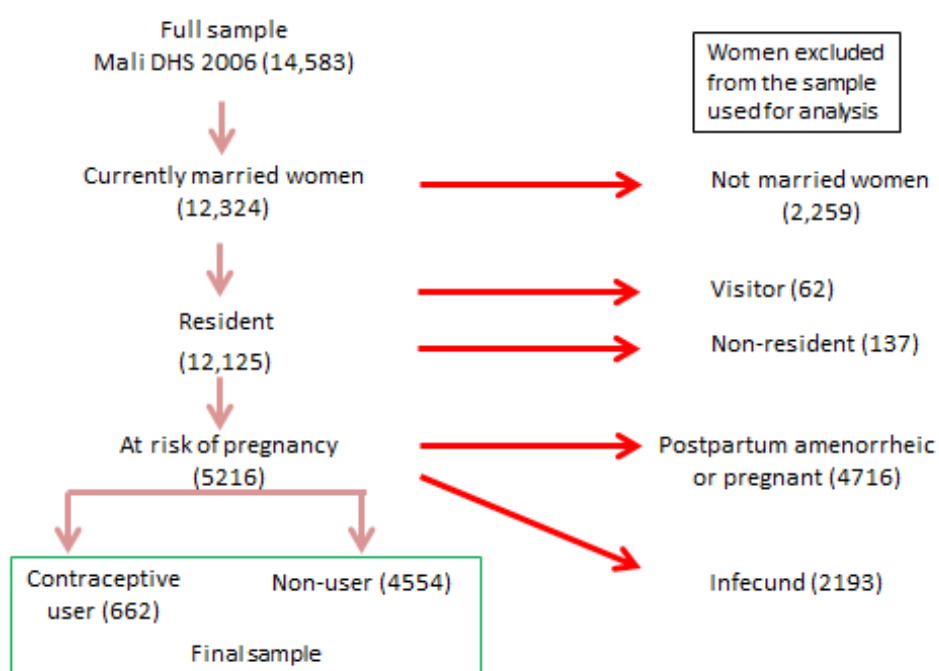 Full sample
Mali DHS 2006 (14,583)
Women excluded
from the sample
used for analysis
Currently married women
(12,324)
Not married women
(2,259)
Visitor (62)
Resident
(12,125)
Non-resident (137)
At risk of pregnancy
(5216)
Postpartum amenorrheic
or pregnant (4716)
Contraceptive
user (662)
Non-user (4554)
Infecund (2193)
Final sample